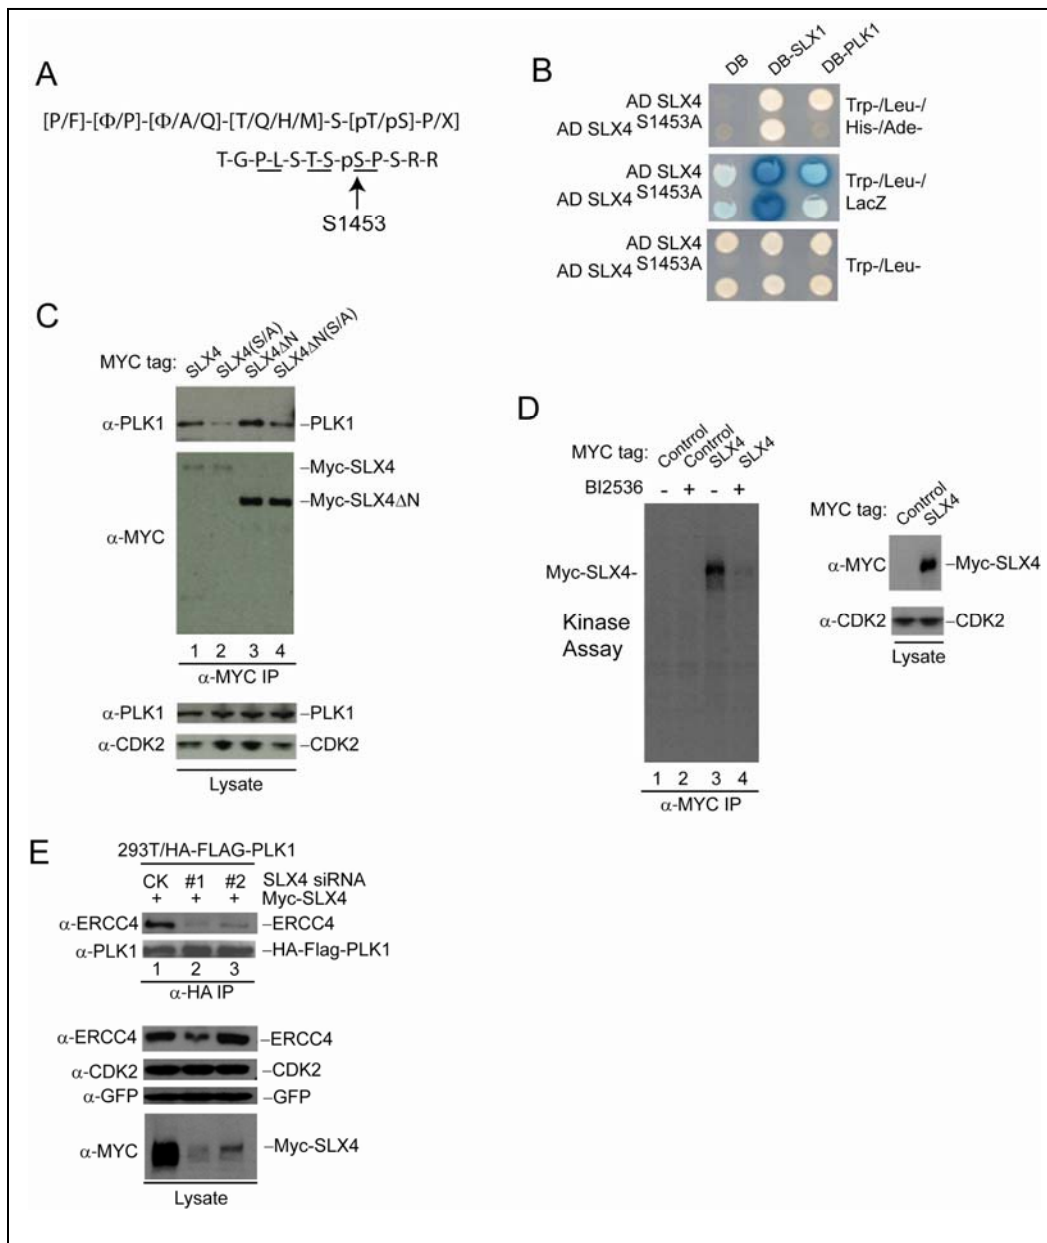 A
[P/F]-[Φ/P]-[Φ/A/Q]-[T/Q/H/M]-S-[pT/pS]-P/X]
T-G-P-L-S-T-S-pS-P-S-R-R
S1453
B
DB
DB-SLX1
DB-PLK1
AD SLX4
AD SLX4 S1453A
Trp-/Leu-/
His-/Ade-
AD SLX4
AD SLX4 S1453A
Trp-/Leu-/
LacZ
AD SLX4
AD SLX4 S1453A
Trp-/Leu-
C
MYC tag:
SLX4
SLX4(S/A)
SLX4ΔN
SLX4ΔN(S/A)
α-PLK1
–PLK1
–Myc-SLX4
–Myc-SLX4ΔN
α-MYC
1 2 3 4
α-MYC IP
α-PLK1
–PLK1
α-CDK2
–CDK2
Lysate
D
MYC tag:
Contrrol
Contrrol
SLX4
SLX4
BI2536
- + - +
Myc-SLX4-
Kinase
Assay
1 2 3 4
α-MYC IP
MYC tag:
Contrrol
SLX4
α-MYC
–Myc-SLX4
α-CDK2
–CDK2
Lysate
E
293T/HA-FLAG-PLK1
CK #1 #2 SLX4 siRNA
+ + + Myc-SLX4
α-ERCC4
–ERCC4
α-PLK1
–HA-Flag-PLK1
1 2 3
α-HA IP
α-ERCC4
–ERCC4
α-CDK2
–CDK2
α-GFP
–GFP
α-MYC
–Myc-SLX4
Lysate